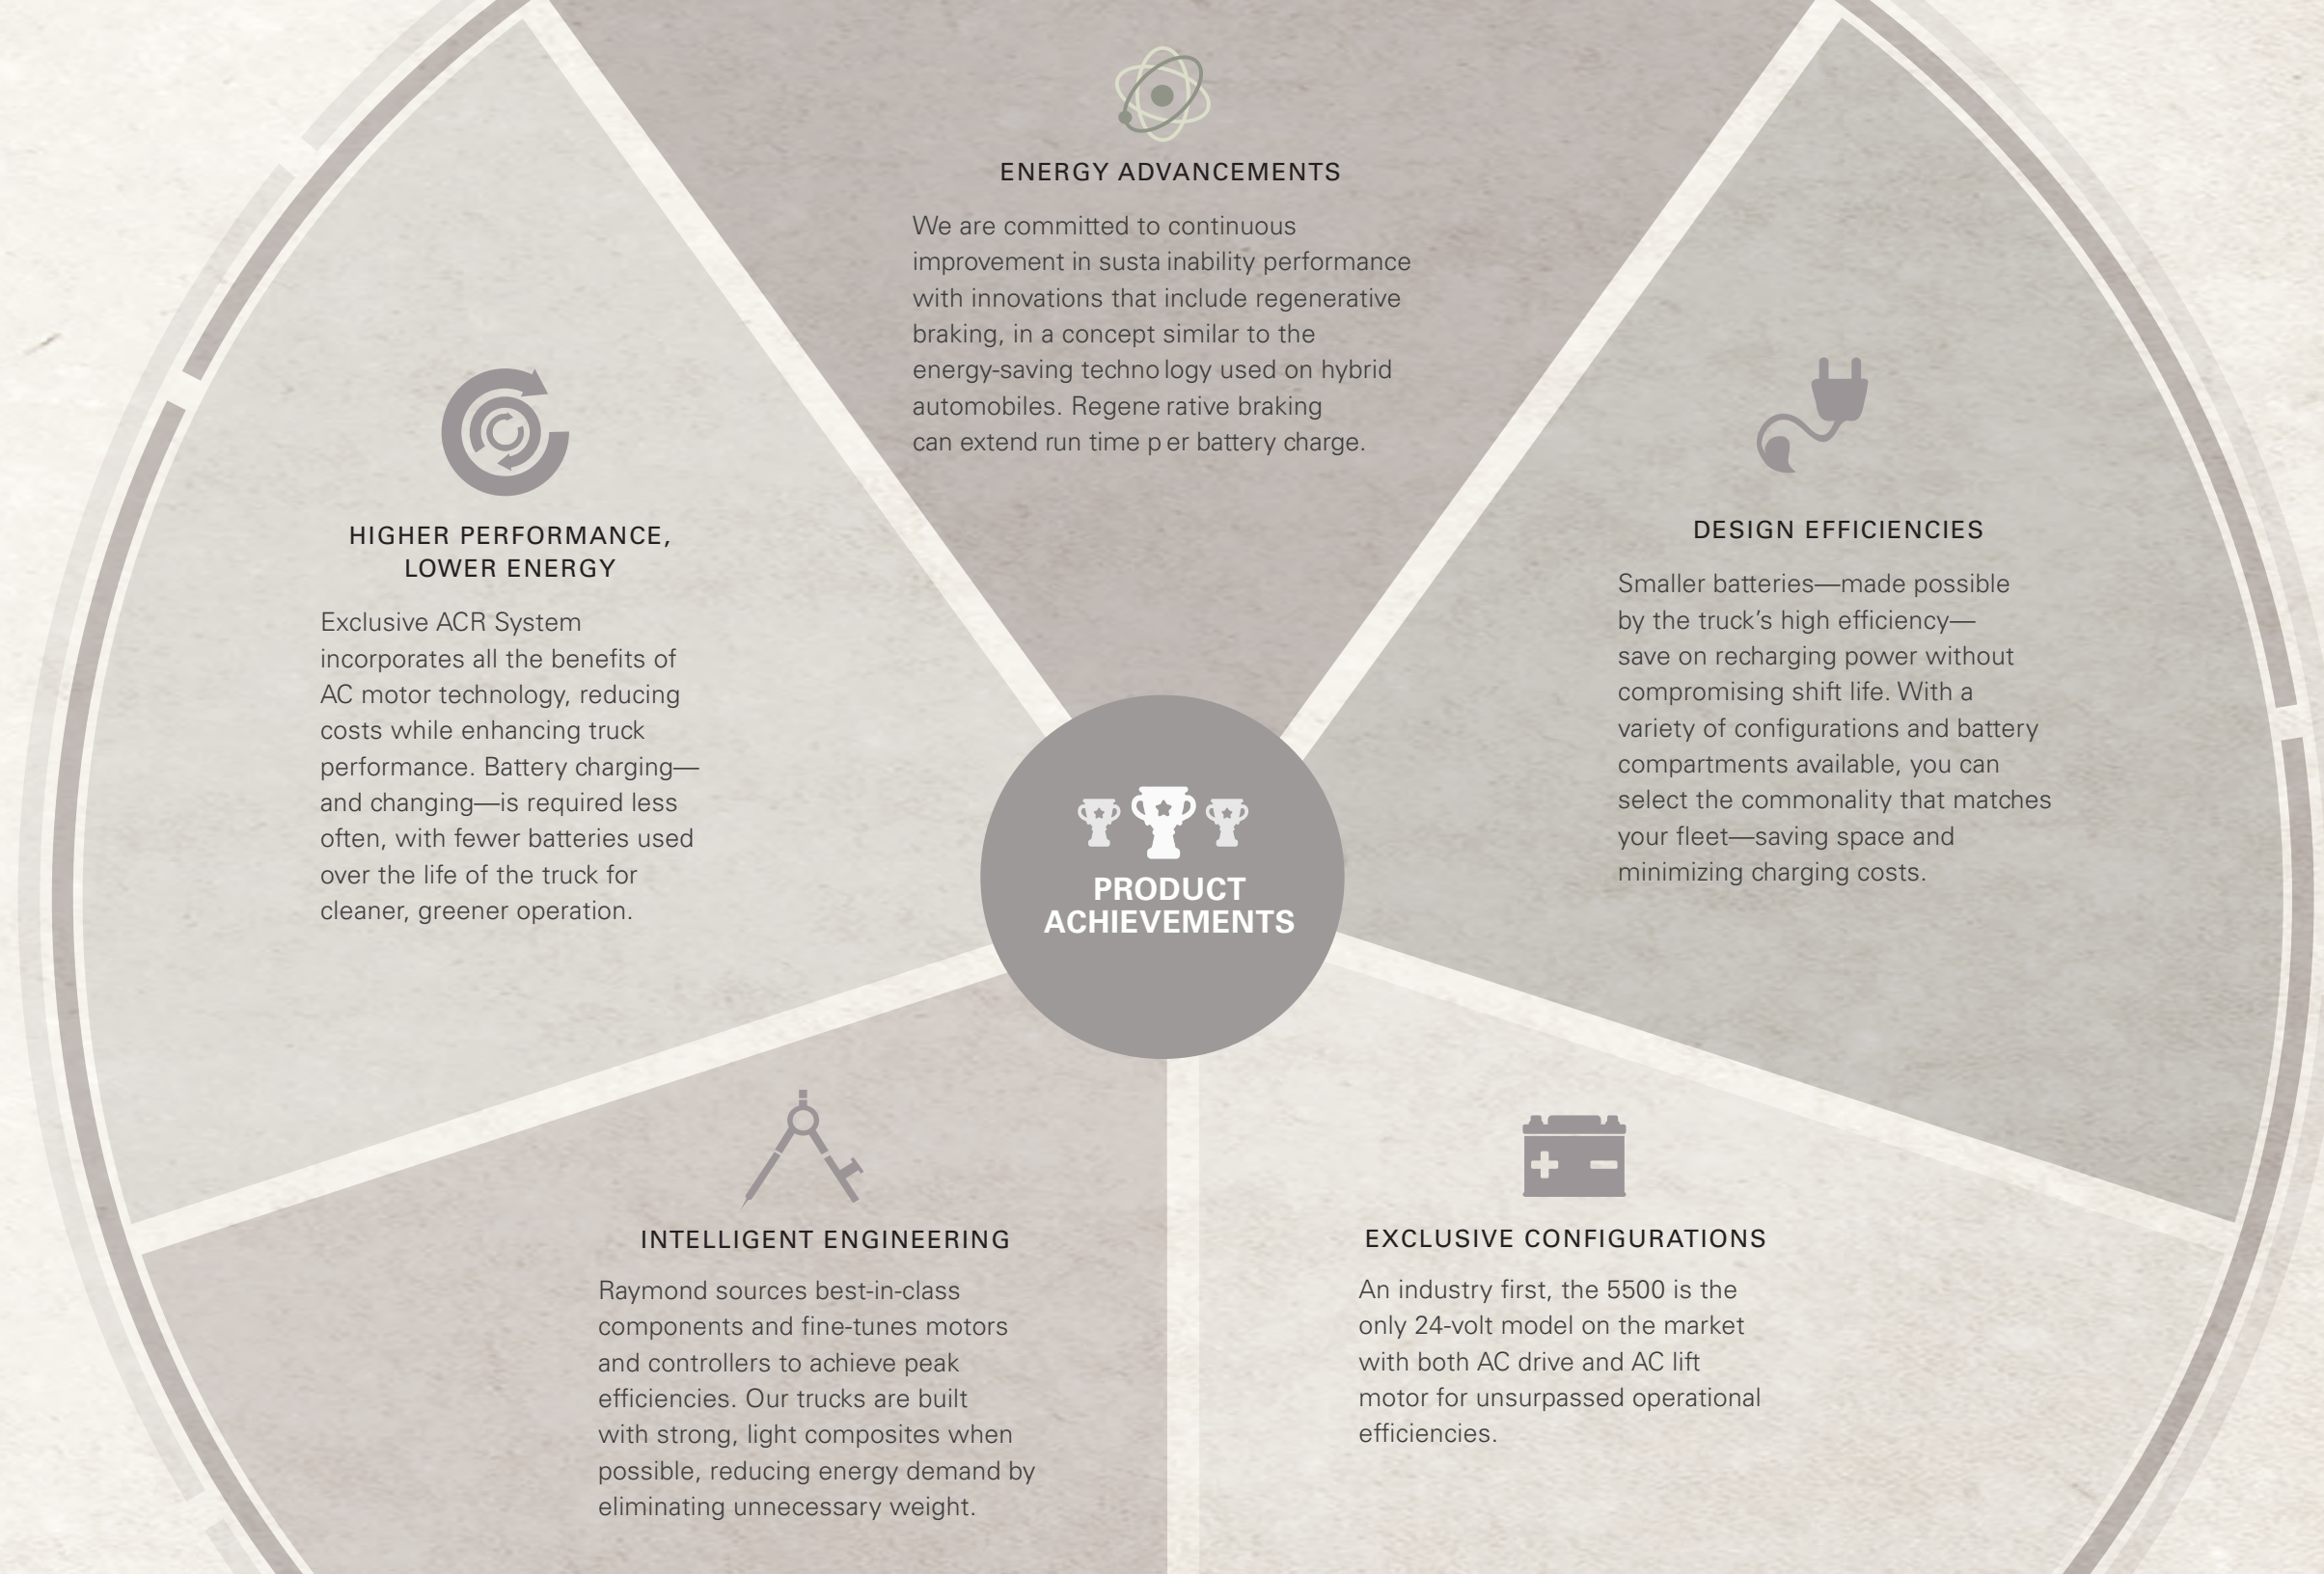 ENERGY ADVANCEMENTS
We are committed to continuous
improvement in susta inability performance
with innovations that include regenerative
braking, in a concept similar to the
energy-saving techno logy used on hybrid
automobiles. Regene rative braking
can extend run time p er battery charge.
HIGHER PERFORMANCE,
LOWER ENERGY
Exclusive ACR System
incorporates all the benefits of
AC motor technology, reducing
costs while enhancing truck
performance. Battery charging—
and changing—is required less
often, with fewer batteries used
over the life of the truck for
cleaner, greener operation.
DESIGN EFFICIENCIES
Smaller batteries—made possible
by the truck’s high efficiency—
save on recharging power without
compromising shift life. With a
variety of configurations and battery
compartments available, you can
select the commonality that matches
your fleet—saving space and
minimizing charging costs.
PRODUCT
ACHIEVEMENTS
INTELLIGENT ENGINEERING
Raymond sources best-in-class
components and fine-tunes motors
and controllers to achieve peak
efficiencies. Our trucks are built
with strong, light composites when
possible, reducing energy demand by
eliminating unnecessary weight.
EXCLUSIVE CONFIGURATIONS
An industry first, the 5500 is the
only 24-volt model on the market
with both AC drive and AC lift
motor for unsurpassed operational
efficiencies.